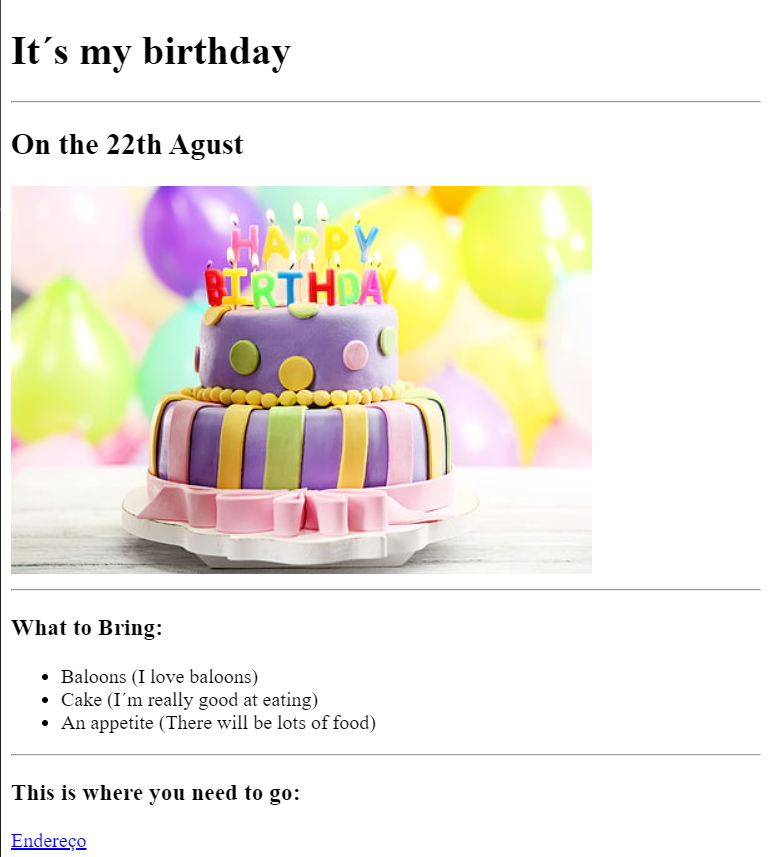 It´s my birthday
On the 22th Agust
HAPPY
BIRTHDAY
What to Bring:
Baloons (I love baloons)
Cake (I´m really good at eating)
An appetite (There will be lots of food)
This is where you need to go:
Endereço